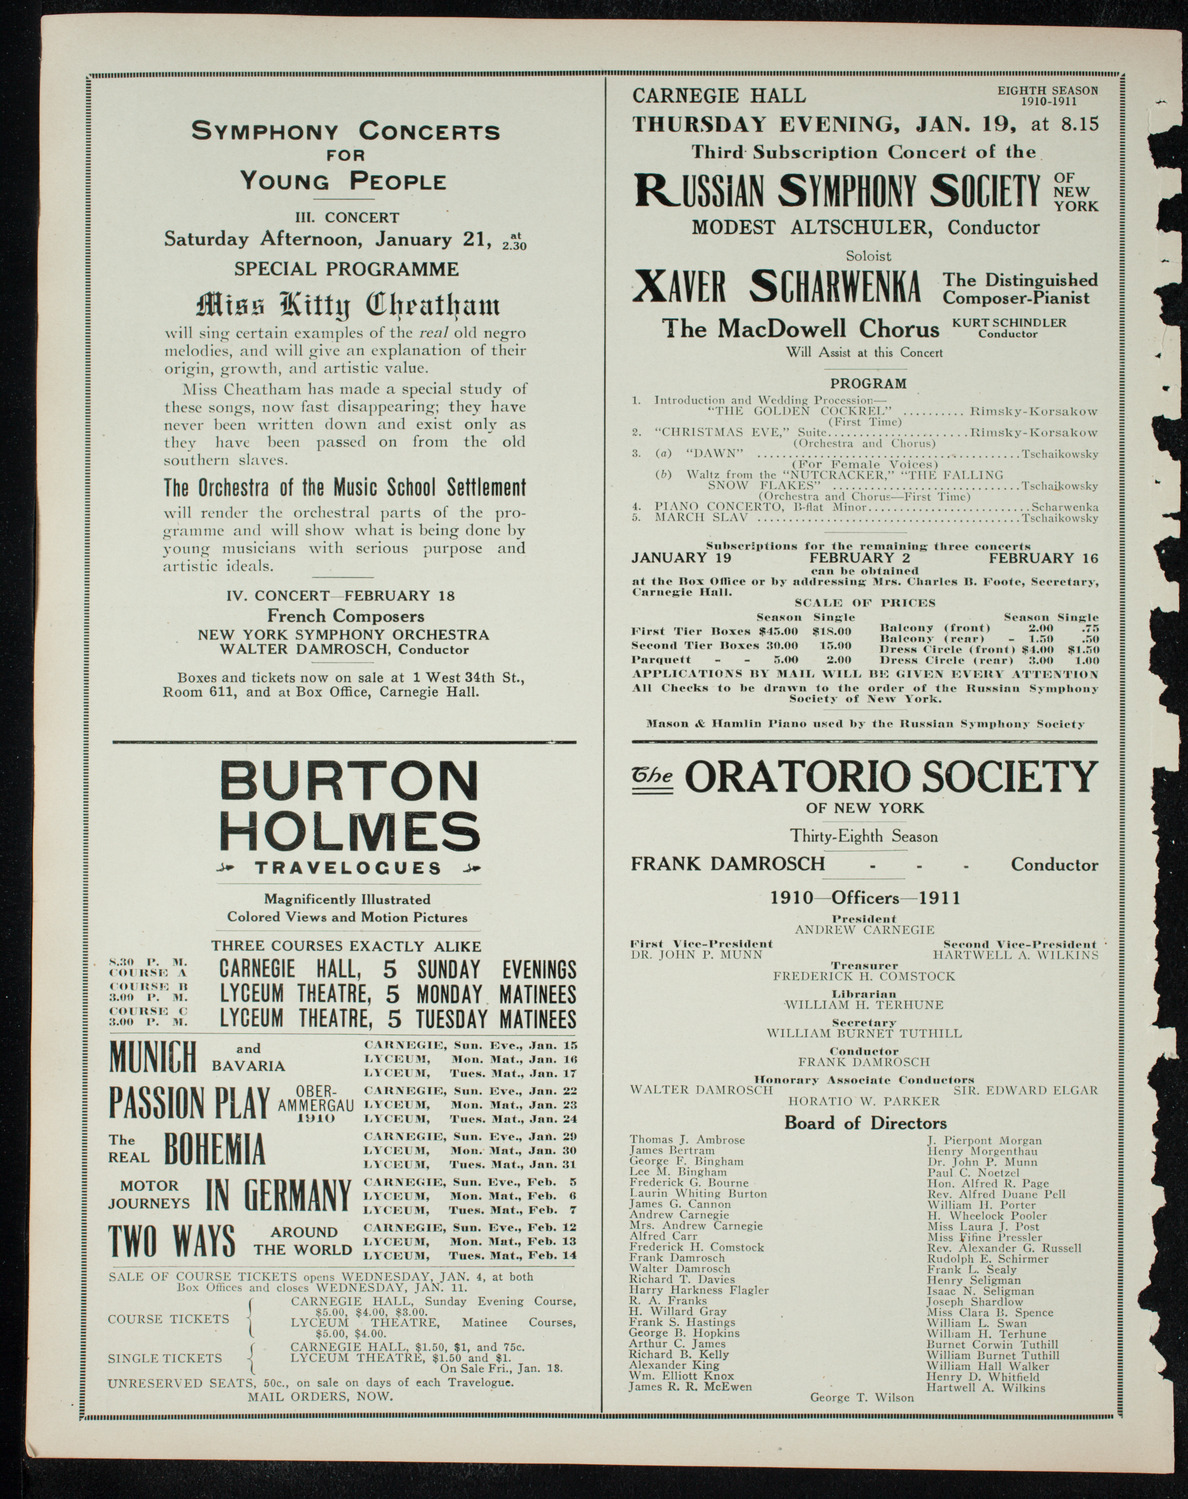 SYMPHONY CONCERTS
FOR
YOUNG PEOPLE
III. CONCERT
Saturday Afternoon, January 21, at 2.30
SPECIAL PROGRAMME
Miss Kitty Cheatham
will sing certain examples of the real old negro
melodies, and will give an explanation of their
origin, growth, and artistic value.
Miss Cheatham has made a special study of
these songs, now fast disappearing; they have
never been written down and exist only as
they have been passed on from the old
southern slaves.
The Orchestra of the Music School Settlement
will render the orchestral parts of the pro-
gramme and will show what is being done by
young musicians with serious purpose and
artistic ideals.
IV. CONCERT—FEBRUARY 18
French Composers
NEW YORK SYMPHONY ORCHESTRA
WALTER DAMROSCH, Conductor
Boxes and tickets now on sale at 1 West 34th St.,
Room 611, and at Box Office, Carnegie Hall.
BURTON
HOLMES
TRAVELOGUES
Magnificently Illustrated
Colored Views and Motion Pictures
THREE COURSES EXACTLY ALIKE
8.30 P. M.
COURSE A
CARNEGIE HALL, 5 SUNDAY EVENINGS
COURSE B
3.00 P. M.
LYCEUM THEATRE, 5 MONDAY MATINEES
COURSE C
3.00 P. M.
LYCEUM THEATRE, 5 TUESDAY MATINEES
MUNICH and BAVARIA
CARNEGIE, Sun. Eve., Jan. 15
LYCEUM, Mon. Mat., Jan. 16
LYCEUM, Tues. Mat., Jan. 17
PASSION PLAY OBER-
AMMERGAU
1910
CARNEGIE, Sun. Eve., Jan. 22
LYCEUM, Mon. Mat., Jan. 23
LYCEUM, Tues. Mat., Jan. 24
The REAL BOHEMIA
CARNEGIE, Sun. Eve., Jan. 29
LYCEUM, Mon. Mat., Jan. 30
LYCEUM, Tues. Mat., Jan. 31
MOTOR JOURNEYS IN GERMANY
CARNEGIE, Sun. Eve., Feb. 5
LYCEUM, Mon. Mat., Feb. 6
LYCEUM, Tues. Mat., Feb. 7
TWO WAYS AROUND THE WORLD
CARNEGIE, Sun. Eve., Feb. 12
LYCEUM, Mon. Mat., Feb. 13
LYCEUM, Tues. Mat., Feb. 14
SALE OF COURSE TICKETS opens WEDNESDAY, JAN. 4, at both
Box Offices and closes WEDNESDAY, JAN. 11.
COURSE TICKETS
CARNEGIE HALL, Sunday Evening Course,
$5.00, $4.00, $3.00.
LYCEUM THEATRE, Matinee Courses,
$5.00, $4.00.
SINGLE TICKETS
CARNEGIE HALL, $1.50, $1, and 75c.
LYCEUM THEATRE, $1.50 and $1.
On Sale Fri., Jan. 13.
UNRESERVED SEATS, 50c., on sale on days of each Travelogue.
MAIL ORDERS, NOW.
CARNEGIE HALL
EIGHTH SEASON
1910-1911
THURSDAY EVENING, JAN. 19, at 8.15
Third Subscription Concert of the
RUSSIAN SYMPHONY SOCIETY OF NEW YORK
MODEST ALTSCHULER, Conductor
Soloist
XAVER SCHARWENKA The Distinguished
Composer-Pianist
The MacDowell Chorus KURT SCHINDLER
Conductor
Will Assist at this Concert
PROGRAM
1. Introduction and Wedding Procession—
"THE GOLDEN COCKREL" .......... Rimsky-Korsakow
(First Time)
2. "CHRISTMAS EVE," Suite..................... Rimsky-Korsakow
(Orchestra and Chorus)
3. (a) "DAWN" ........................................Tschaikowsky
(For Female Voices)
(b) Waltz from the "NUTCRACKER," "THE FALLING
SNOW FLAKES" ............................Tschaikowsky
(Orchestra and Chorus—First Time)
4. PIANO CONCERTO, B-flat Minor.........................Scharwenka
5. MARCH SLAV ........................................Tschaikowsky
Subscriptions for the remaining three concerts
JANUARY 19 FEBRUARY 2 FEBRUARY 16
can be obtained
at the Box Office or by addressing Mrs. Charles B. Foote, Secretary,
Carnegie Hall.
SCALE OF PRICES
Season Single
First Tier Boxes $45.00 $18.00
Second Tier Boxes 30.00 15.00
Parquett - - 5.00 2.00
Season Single
Balcony (front) 2.00 .75
Balcony (rear) - 1.50 .50
Dress Circle (front) $4.00 $1.50
Dress Circle (rear) 3.00 1.00
APPLICATIONS BY MAIL WILL BE GIVEN EVERY ATTENTION
All Checks to be drawn to the order of the Russian Symphony
Society of New York.
Mason & Hamlin Piano used by the Russian Symphony Society
The ORATORIO SOCIETY
OF NEW YORK
Thirty-Eighth Season
FRANK DAMROSCH - - - Conductor
1910—Officers—1911
President
ANDREW CARNEGIE
First Vice-President Second Vice-President
DR. JOHN P. MUNN HARTWELL A. WILKINS
Treasurer
FREDERICK H. COMSTOCK
Librarian
WILLIAM H. TERHUNE
Secretary
WILLIAM BURNET TUTHILL
Conductor
FRANK DAMROSCH
Honorary Associate Conductors
WALTER DAMROSCH SIR. EDWARD ELGAR
HORATIO W. PARKER
Board of Directors
Thomas J. Ambrose
James Bertram
George F. Bingham
Lee M. Bingham
Frederick G. Bourne
Laurin Whiting Burton
James G. Cannon
Andrew Carnegie
Mrs. Andrew Carnegie
Alfred Carr
Frederick H. Comstock
Frank Damrosch
Walter Damrosch
Richard T. Davies
Harry Harkness Flagler
R. A. Franks
H. Willard Gray
Frank S. Hastings
George B. Hopkins
Arthur C. James
Richard B. Kelly
Alexander King
Wm. Elliott Knox
James R. R. McEwen
J. Pierpont Morgan
Henry Morgenthau
Dr. John P. Munn
Paul C. Noetzel
Hon. Alfred R. Page
Rev. Alfred Duane Pell
William H. Porter
H. Wheelock Pooler
Miss Laura J. Post
Miss Fifine Pressler
Rev. Alexander G. Russell
Rudolph E. Schirmer
Frank L. Sealy
Henry Seligman
Isaac N. Seligman
Joseph Shardlow
Miss Clara B. Spence
William L. Swan
William H. Terhune
Burnet Corwin Tuthill
William Burnet Tuthill
William Hall Walker
Henry D. Whitfield
Hartwell A. Wilkins
George T. Wilson